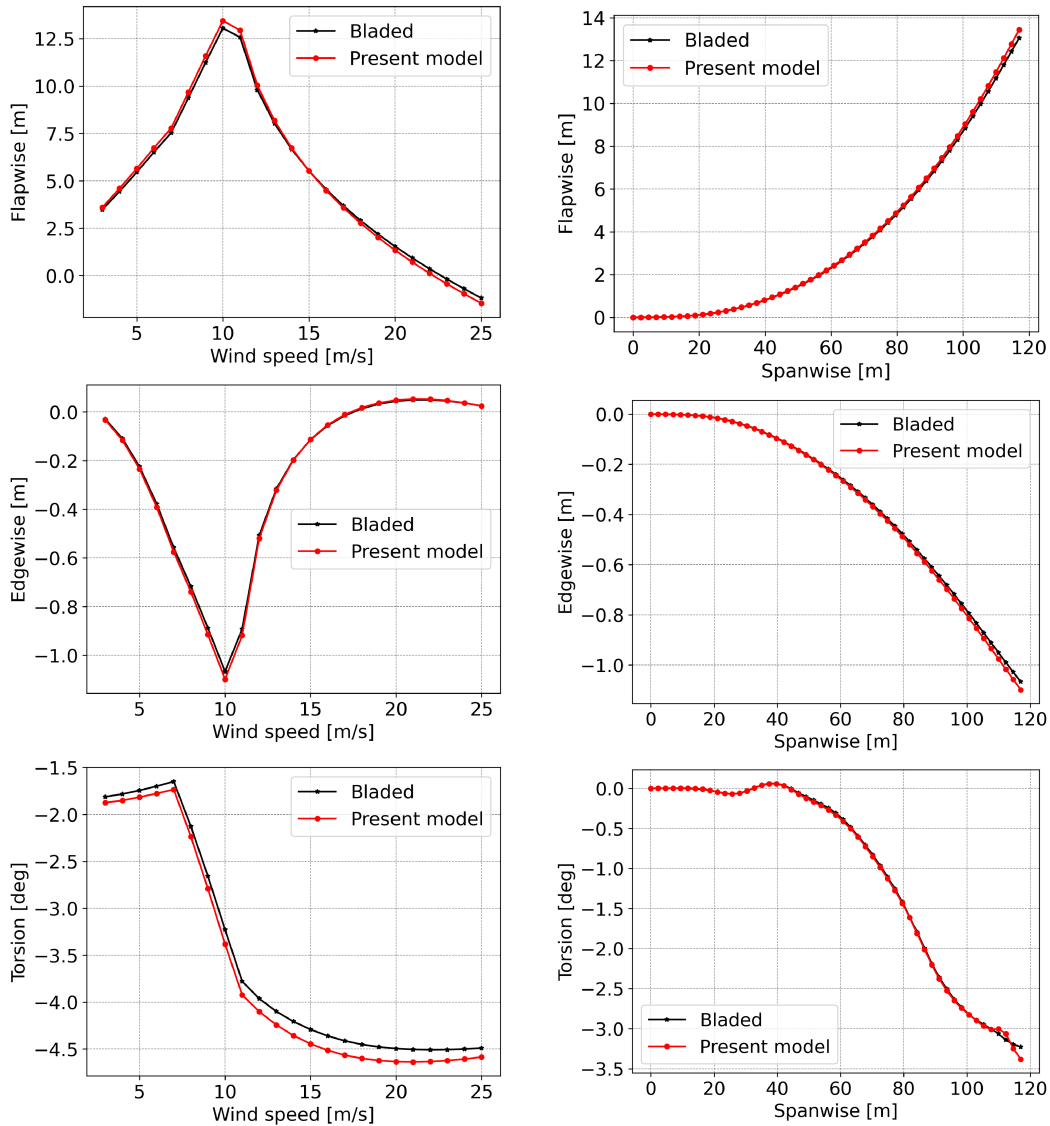 Flapwise [m]
12.5
10.0
7.5
5.0
2.5
0.0
Bladed
Present model
5 10 15 20 25
Wind speed [m/s]
Flapwise [m]
14
12
10
8
6
4
2
0
Bladed
Present model
0 20 40 60 80 100 120
Spanwise [m]
Edgewise [m]
0.0
−0.2
−0.4
−0.6
−0.8
−1.0
Bladed
Present model
5 10 15 20 25
Wind speed [m/s]
Edgewise [m]
0.0
−0.2
−0.4
−0.6
−0.8
−1.0
Bladed
Present model
0 20 40 60 80 100 120
Spanwise [m]
Torsion [deg]
−1.5
−2.0
−2.5
−3.0
−3.5
−4.0
−4.5
Bladed
Present model
5 10 15 20 25
Wind speed [m/s]
Torsion [deg]
0.0
−0.5
−1.0
−1.5
−2.0
−2.5
−3.0
−3.5
Bladed
Present model
0 20 40 60 80 100 120
Spanwise [m]